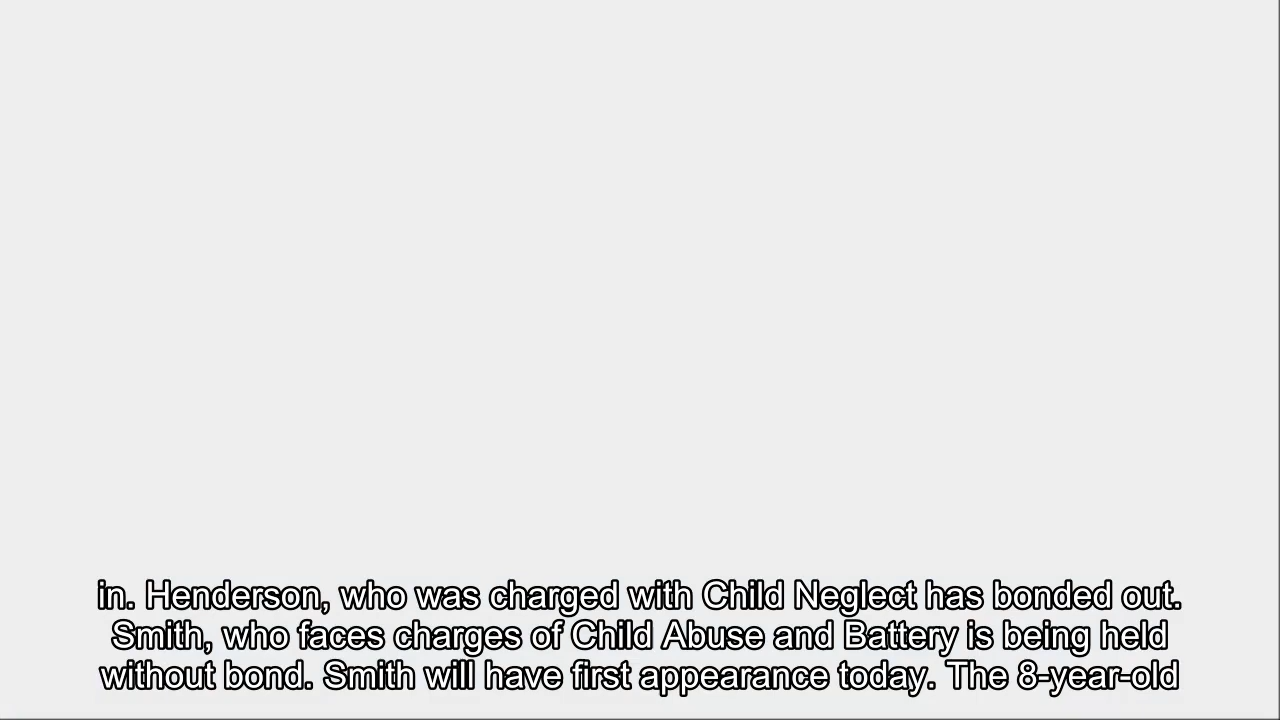 in. Henderson, who was charged with Child Neglect has bonded out.
Smith, who faces charges of Child Abuse and Battery is being held
without bond. Smith will have first appearance today. The 8-year-old